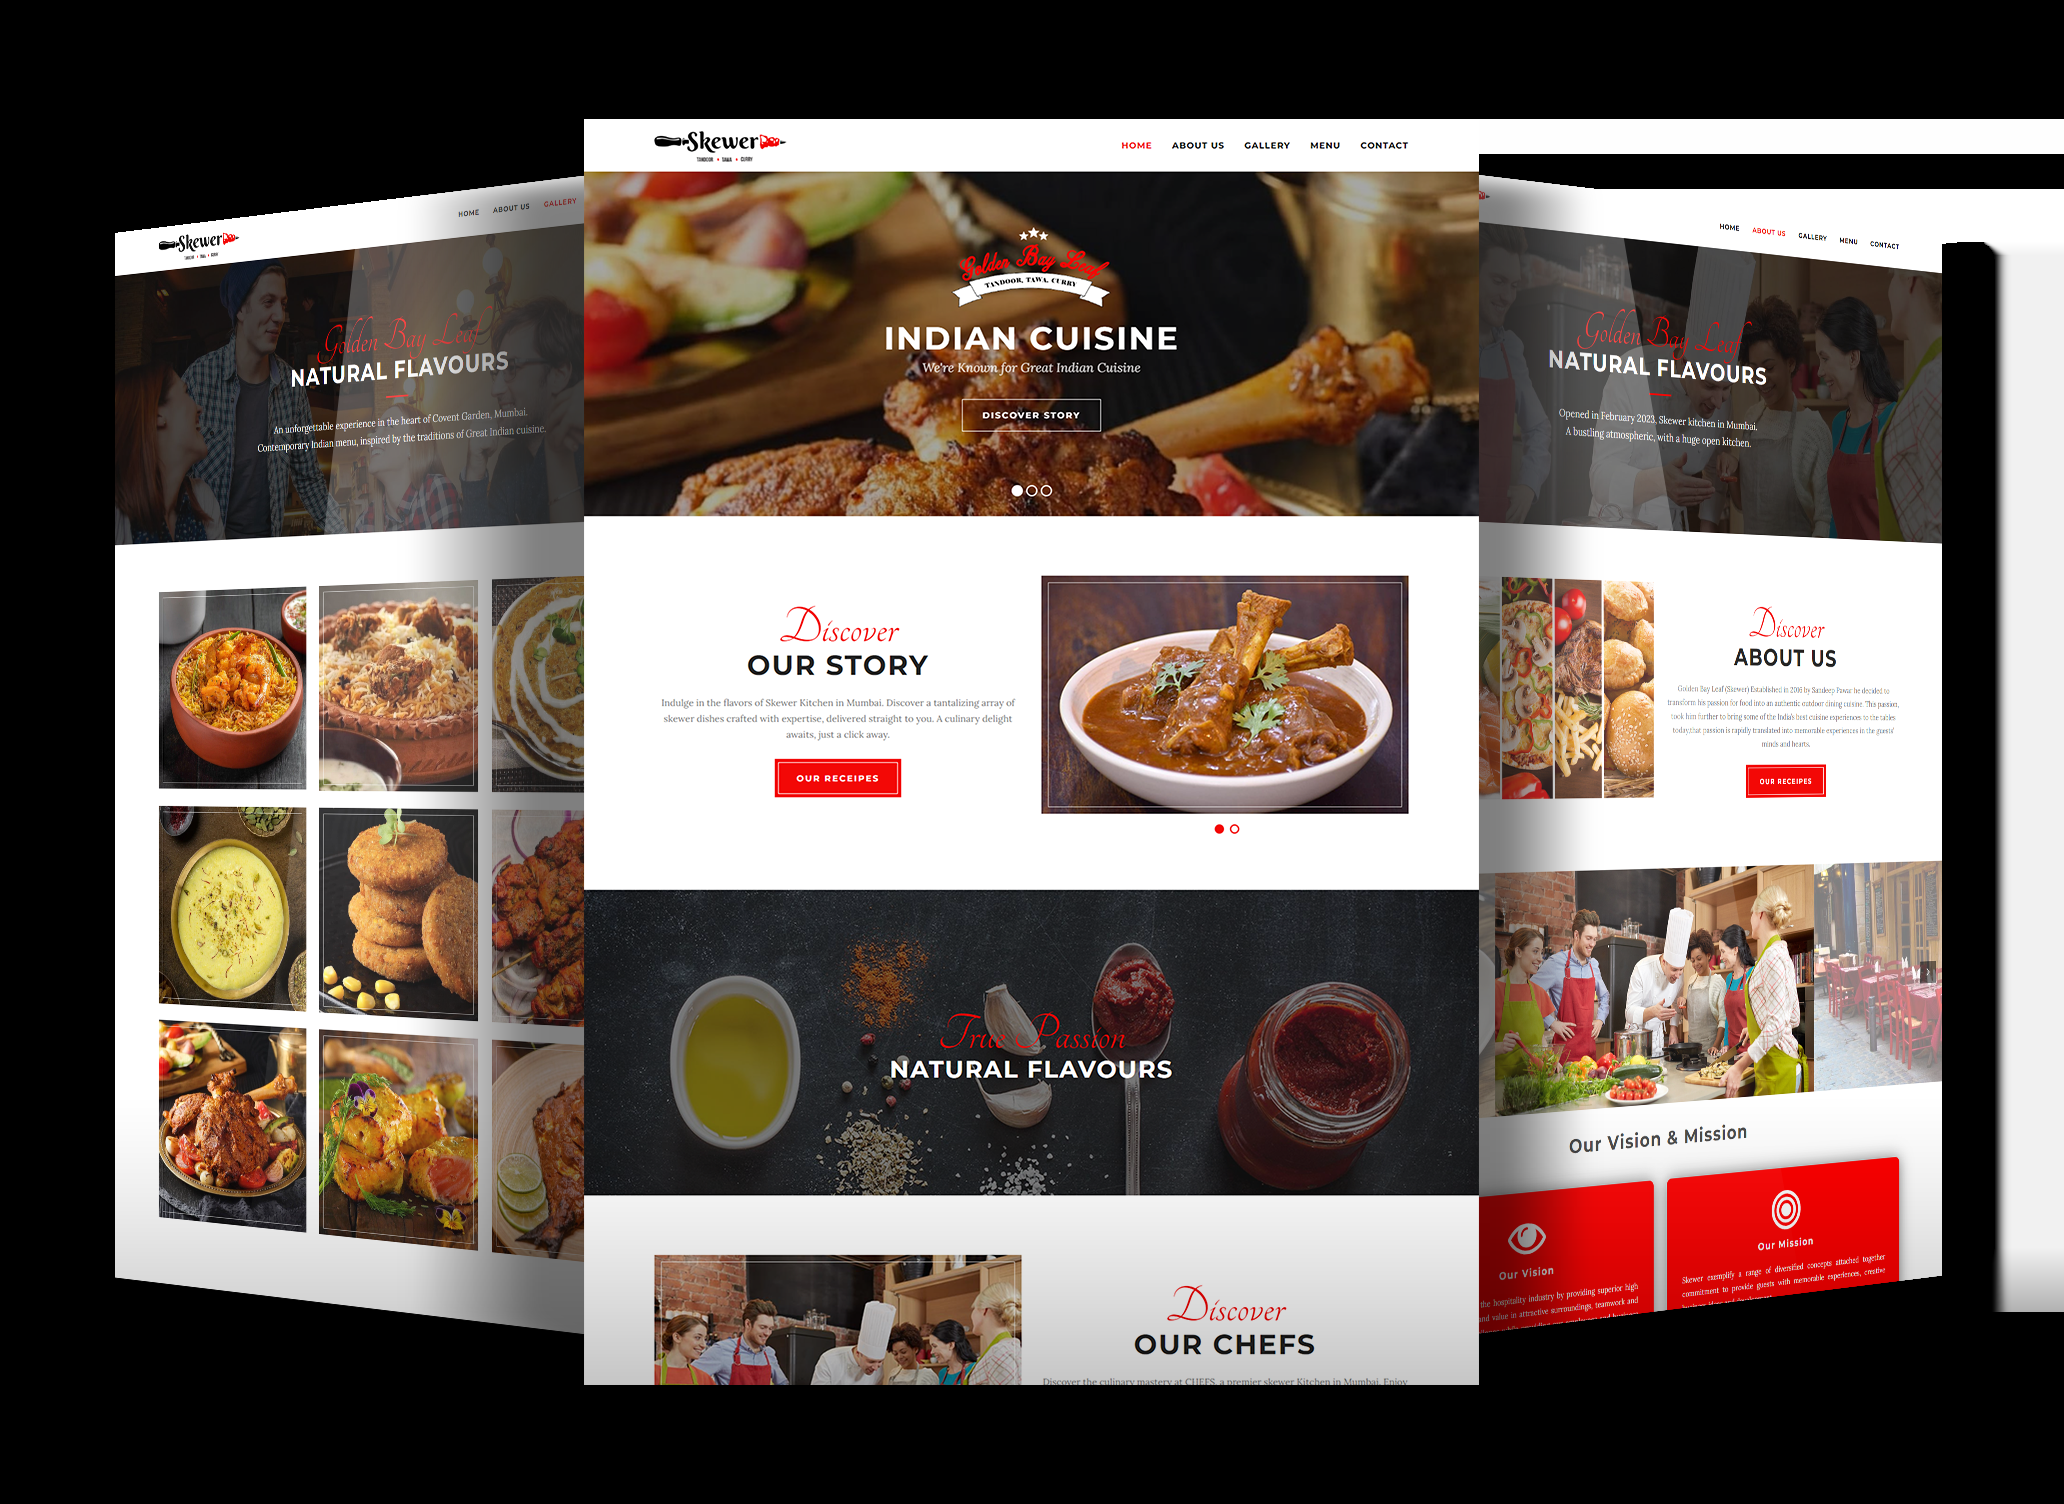 Skewer
TANDOOR • TAWA • CURRY
HOME ABOUT US GALLERY
Golden Bay Leaf
NATURAL FLAVOURS
An unforgettable experience in the heart of Covent Garden, Mumbai.
Contemporary Indian menu, inspired by the traditions of Great Indian cuisine.
Skewer
TANDOOR • TAWA • CURRY
HOME ABOUT US GALLERY MENU CONTACT
Golden Bay Leaf
TANDOOR, TAWA, CURRY
INDIAN CUISINE
We're Known for Great Indian Cuisine
DISCOVER STORY
Discover
OUR STORY
Indulge in the flavors of Skewer Kitchen in Mumbai. Discover a tantalizing array of
skewer dishes crafted with expertise, delivered straight to you. A culinary delight
awaits, just a click away.
OUR RECEIPES
True Passion
NATURAL FLAVOURS
Discover
OUR CHEFS
Discover the culinary mastery at CHEFS, a premier skewer Kitchen in Mumbai. Enjoy
HOME ABOUT US GALLERY MENU CONTACT
Golden Bay Leaf
NATURAL FLAVOURS
Opened in February 2023, Skewer kitchen in Mumbai.
A bustling atmospheric, with a huge open kitchen.
Discover
ABOUT US
Golden Bay Leaf (Skewer) Established in 2016 by Sandeep Pawar he decided to
transform his passion for food into an authentic outdoor dining cuisine. This passion,
took him further to bring some of the India's best cuisine experiences to the tables
today,that passion is rapidly translated into memorable experiences in the guests'
minds and hearts.
OUR RECEIPES
Our Vision & Mission
Our Vision
the hospitality industry by providing superior high
and value in attractive surroundings, teamwork and
Our Mission
Skewer exemplify a range of diversified concepts attached together
commitment to provide guests with memorable experiences, creative